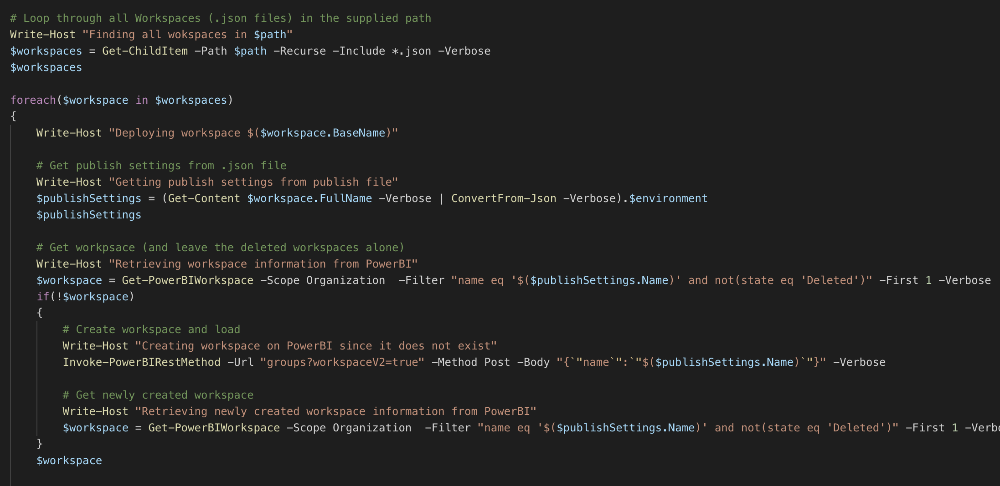 # Loop through all Workspaces (.json files) in the supplied path
Write-Host "Finding all wokspaces in $path"
$workspaces = Get-ChildItem -Path $path -Recurse -Include *.json -Verbose
$workspaces

foreach($workspace in $workspaces)
{
    Write-Host "Deploying workspace $($workspace.BaseName)"

    # Get publish settings from .json file
    Write-Host "Getting publish settings from publish file"
    $publishSettings = (Get-Content $workspace.FullName -Verbose | ConvertFrom-Json -Verbose).$environment
    $publishSettings

    # Get workpsace (and leave the deleted workspaces alone)
    Write-Host "Retrieving workspace information from PowerBI"
    $workspace = Get-PowerBIWorkspace -Scope Organization  -Filter "name eq '$($publishSettings.Name)' and not(state eq 'Deleted')" -First 1 -Verbose
    if(!$workspace)
    {
        # Create workspace and load
        Write-Host "Creating workspace on PowerBI since it does not exist"
        Invoke-PowerBIRestMethod -Url "groups?workspaceV2=true" -Method Post -Body "{`"name`":`"$($publishSettings.Name)`"}" -Verbose

        # Get newly created workspace
        Write-Host "Retrieving newly created workspace information from PowerBI"
        $workspace = Get-PowerBIWorkspace -Scope Organization  -Filter "name eq '$($publishSettings.Name)' and not(state eq 'Deleted')" -First 1 -Verb
    }
    $workspace